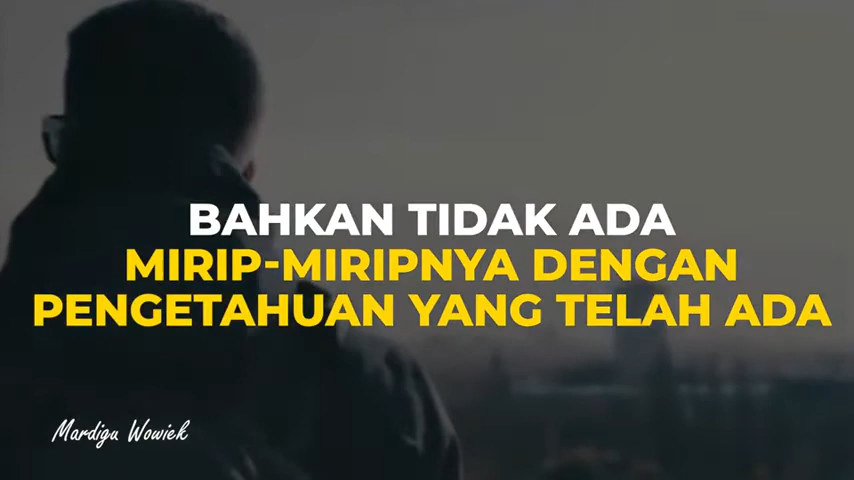 BAHKAN TIDAK ADA
MIRIP-MIRIPNYA DENGAN
PENGETAHUAN YANG TELAH ADA
Mardigu Wowiek